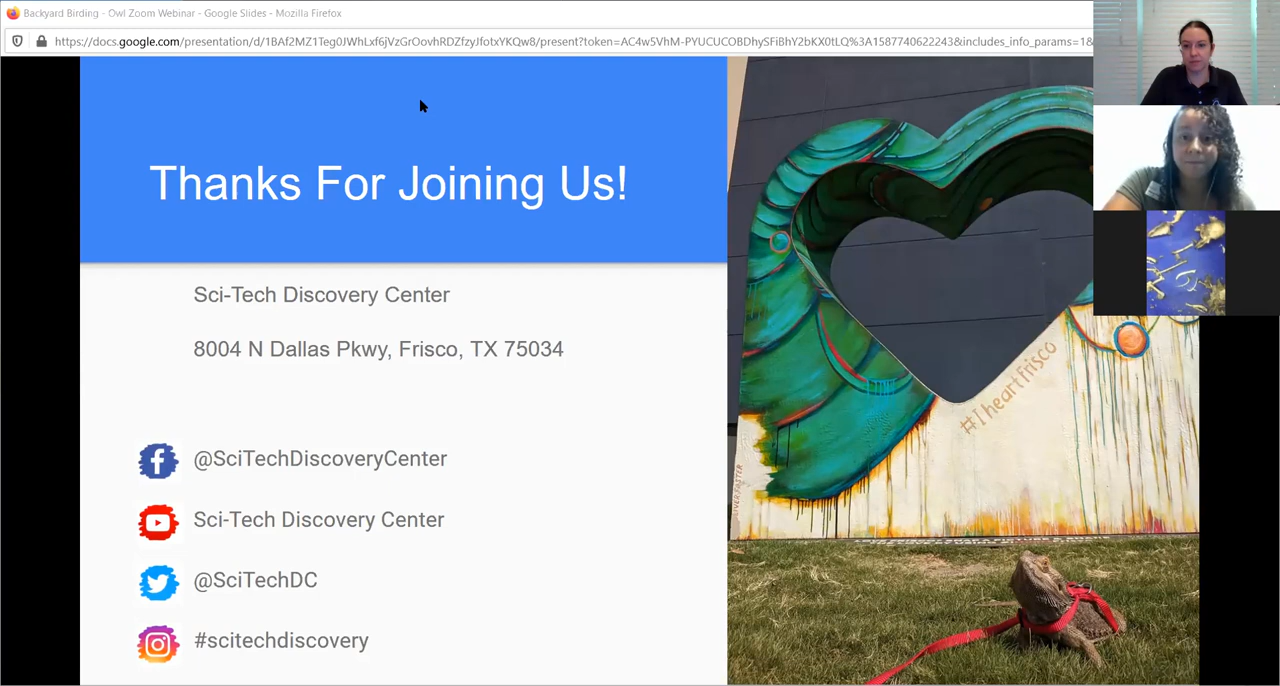 Backyard Birding - Owl Zoom Webinar - Google Slides - Mozilla Firefox
https://docs.google.com/presentation/d/1BAf2MZ1Teg0JWhLxf6jVzGrOovhRDZfzyJfotxYKQw8/present?token=AC4w5VhM-PYUCUCOBDhySFiBhY2bKX0tLQ%3A1587740622243&includes_info_params=1&
Thanks For Joining Us!
Sci-Tech Discovery Center
8004 N Dallas Pkwy, Frisco, TX 75034
@SciTechDiscoveryCenter
Sci-Tech Discovery Center
@SciTechDC
#scitechdiscovery
#I heart frisco